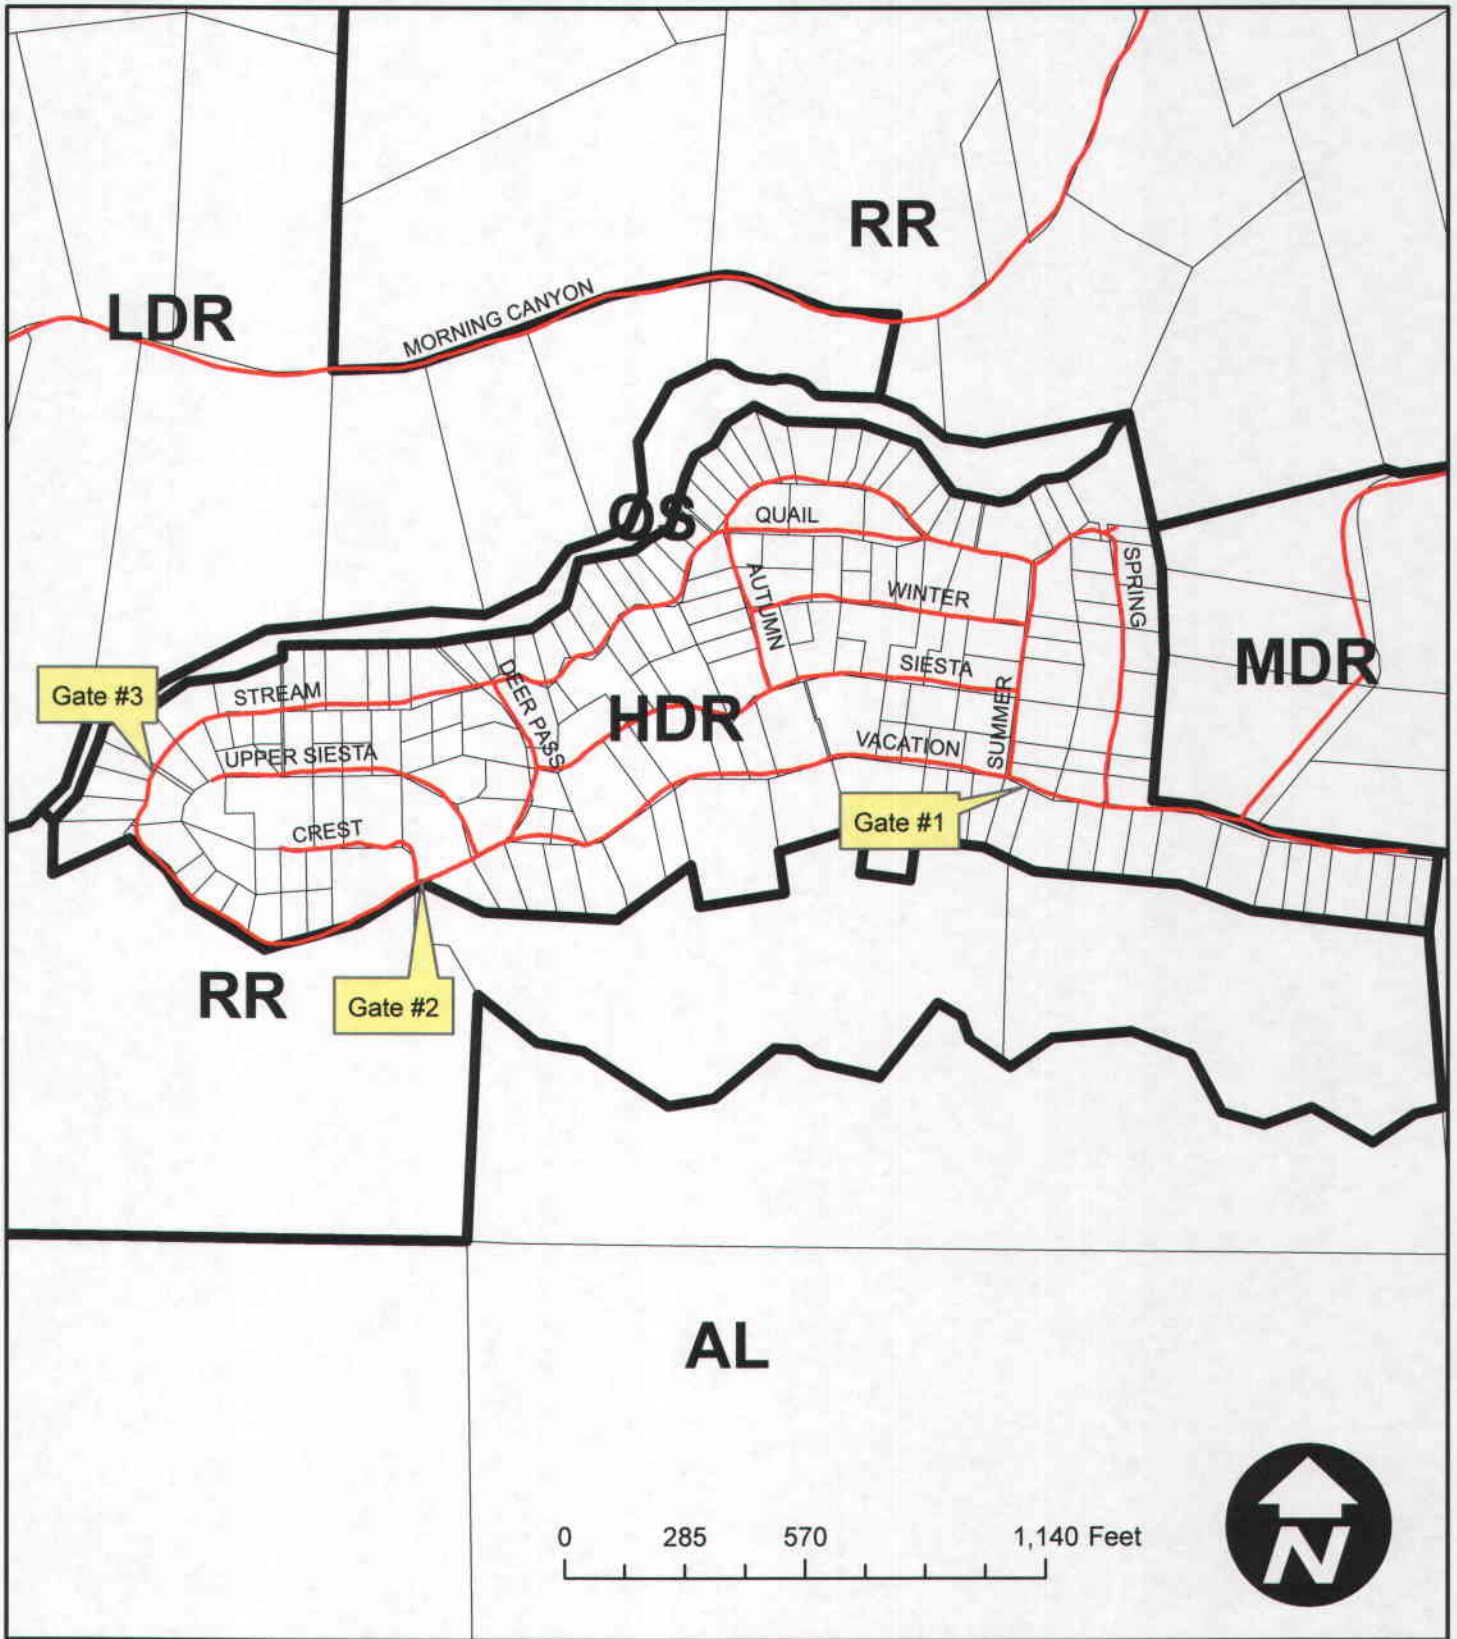 RR
LDR
MORNING CANYON
OS
QUAIL
AUTUMN
WINTER
SPRING
SIESTA
MDR
Gate #3
STREAM
DEER PASS
HDR
SUMMER
UPPER SIESTA
VACATION
Gate #1
CREST
RR
Gate #2
AL
0 285 570 1,140 Feet
N